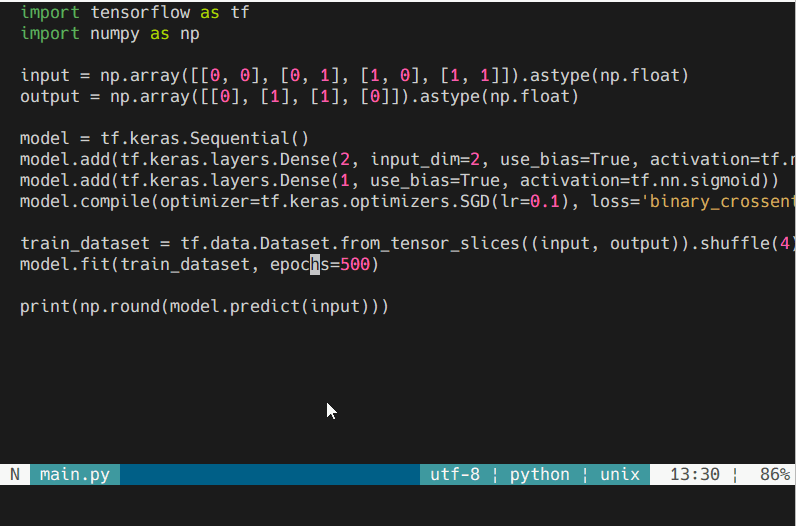 import tensorflow as tf
import numpy as np
input = np.array([[0, 0], [0, 1], [1, 0], [1, 1]]).astype(np.float)
output = np.array([[0], [1], [1], [0]]).astype(np.float)
model = tf.keras.Sequential()
model.add(tf.keras.layers.Dense(2, input_dim=2, use_bias=True, activation=tf.n
model.add(tf.keras.layers.Dense(1, use_bias=True, activation=tf.nn.sigmoid))
model.compile(optimizer=tf.keras.optimizers.SGD(lr=0.1), loss='binary_crossent
train_dataset = tf.data.Dataset.from_tensor_slices((input, output)).shuffle(4)
model.fit(train_dataset, epochs=500)
print(np.round(model.predict(input)))
N main.py utf-8 ¦ python ¦ unix 13:30 ¦ 86%